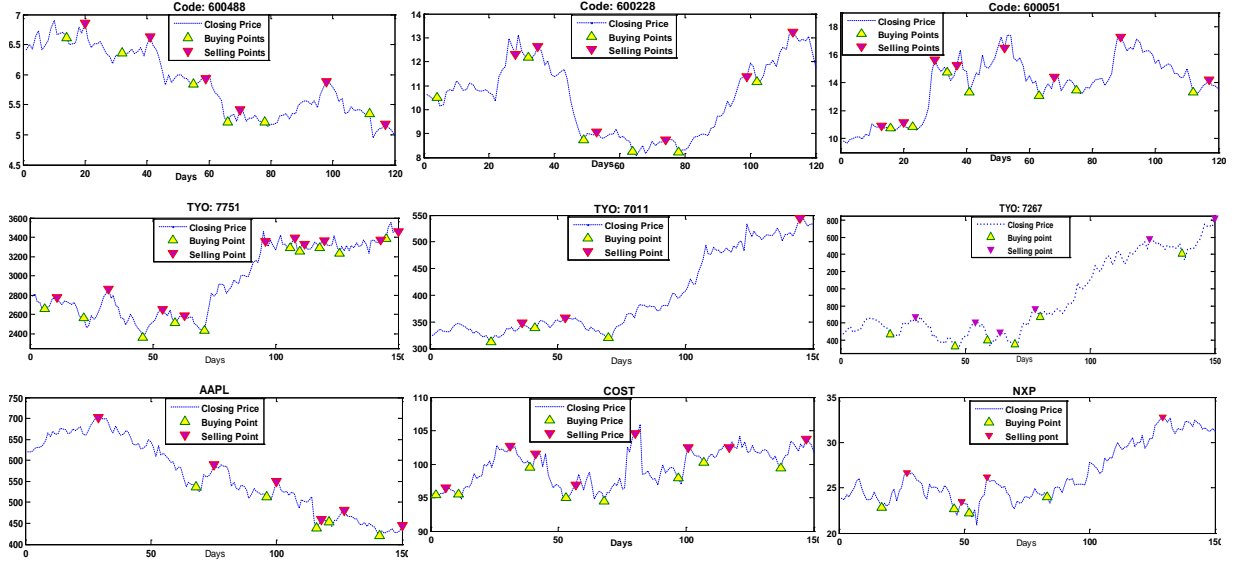 Code: 600488
7
6.5
6
5.5
5
4.5
0 20 40 60 80 100 120
Days
Closing Price
Buying Points
Selling Points
Code: 600228
14
13
12
11
10
9
8
0 20 40 60 80 100 120
Days
Closing Price
Buying Points
Selling Points
Code: 600051
18
16
14
12
10
8
0 20 40 60 80 100 120
Days
Closing Price
Buying Points
Selling Points
TYO: 7751
3600
3400
3200
3000
2800
2600
2400
0 50 100 150
Days
Closing Price
Buying Point
Selling Point
TYO: 7011
550
500
450
400
350
300
0 50 100 150
Days
Closing Price
Buying point
Selling Point
TYO: 7267
800
600
400
200
000
800
600
400
0 50 100 150
Days
Closing Price
Buying point
Selling point
AAPL
750
700
650
600
550
500
450
400
0 50 100 150
Days
Closing Price
Buying Point
Selling Point
COST
110
105
100
95
90
0 50 100 150
Days
Closing Price
Buying Price
Selling Price
NXP
35
30
25
20
0 50 100 150
Days
Closing Price
Buying Point
Selling pont